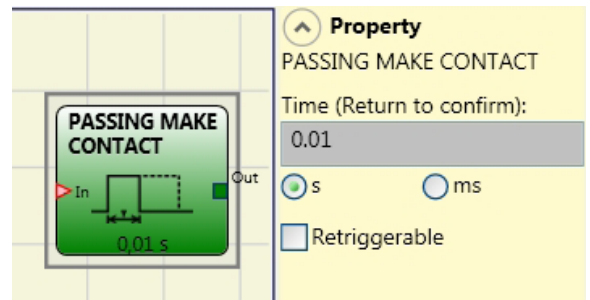 PASSING MAKE
CONTACT
In
Out
0,01 s
Property
PASSING MAKE CONTACT
Time (Return to confirm):
0.01
s
ms
Retriggerable